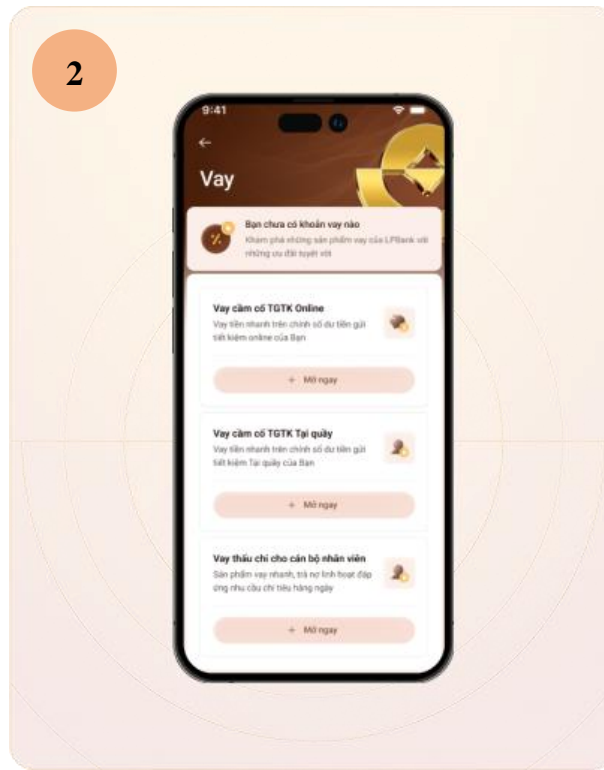 2
9:41
Vay
Bạn chưa có khoản vay nào
Khám phá những sản phẩm vay của LPBank với
những ưu đãi tuyệt vời
Vay cầm cố TGTK Online
Vay tiền nhanh trên chính số dư tiền gửi
tiết kiệm online của Bạn
+ Mở ngay
Vay cầm cố TGTK Tại quầy
Vay tiền nhanh trên chính số dư tiền gửi
tiết kiệm Tại quầy của Bạn
+ Mở ngay
Vay thấu chi cho cán bộ nhân viên
Sản phẩm vay nhanh, trả nợ linh hoạt đáp
ứng nhu cầu chi tiêu hàng ngày
+ Mở ngay